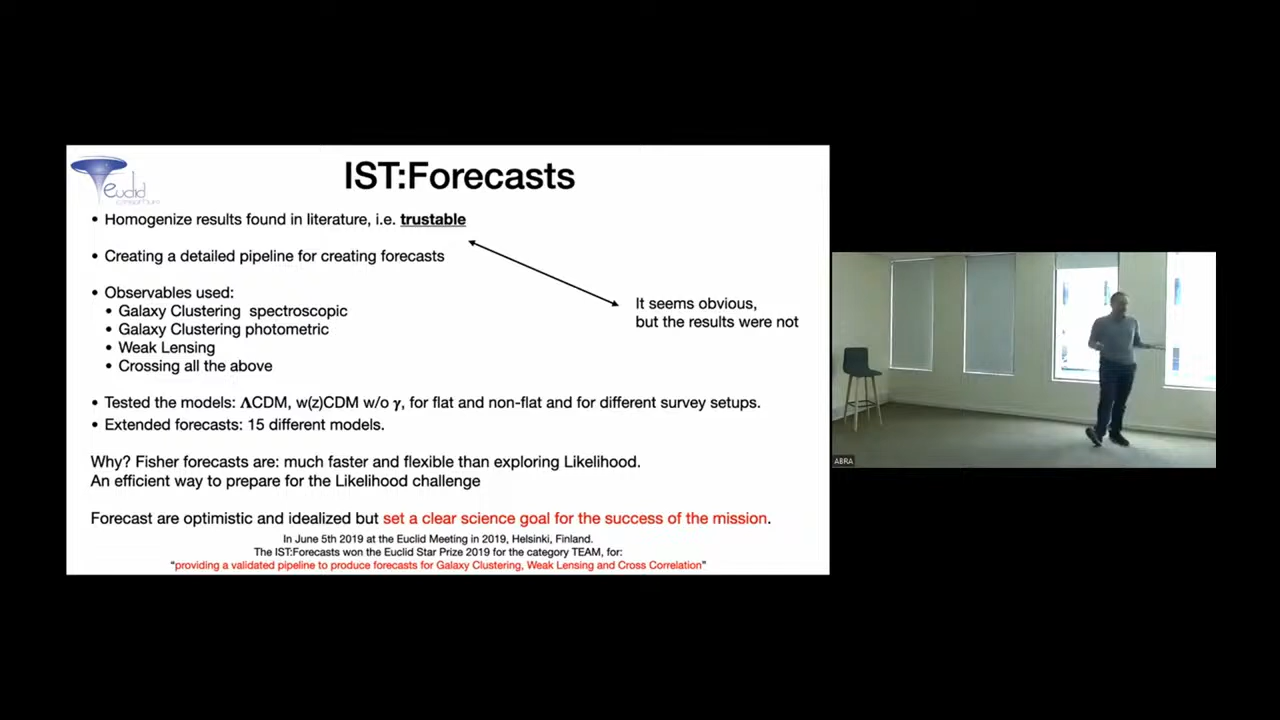 IST:Forecasts
euclid
consortium
• Homogenize results found in literature, i.e. trustable
• Creating a detailed pipeline for creating forecasts
• Observables used:
• Galaxy Clustering spectroscopic
• Galaxy Clustering photometric
• Weak Lensing
• Crossing all the above
It seems obvious,
but the results were not
• Tested the models: ΛCDM, w(z)CDM w/o γ, for flat and non-flat and for different survey setups.
• Extended forecasts: 15 different models.
Why? Fisher forecasts are: much faster and flexible than exploring Likelihood.
An efficient way to prepare for the Likelihood challenge
Forecast are optimistic and idealized but set a clear science goal for the success of the mission.
In June 5th 2019 at the Euclid Meeting in 2019, Helsinki, Finland.
The IST:Forecasts won the Euclid Star Prize 2019 for the category TEAM, for:
“providing a validated pipeline to produce forecasts for Galaxy Clustering, Weak Lensing and Cross Correlation”
ABRA